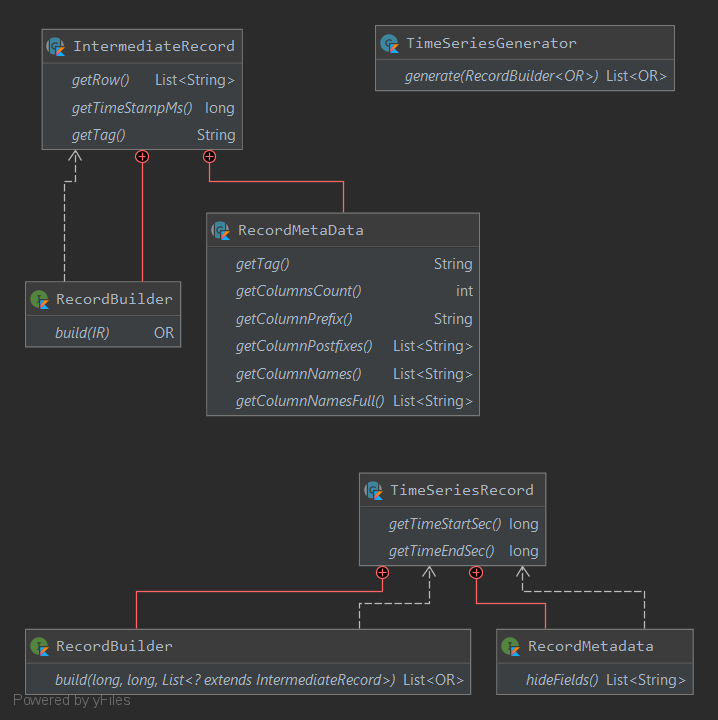 IntermediateRecord
getRow() List<String>
getTimeStampMs() long
getTag() String
TimeSeriesGenerator
generate(RecordBuilder<OR>) List<OR>
RecordMetaData
getTag() String
getColumnsCount() int
getColumnPrefix() String
getColumnPostfixes() List<String>
getColumnNames() List<String>
getColumnNamesFull() List<String>
RecordBuilder
build(IR) OR
TimeSeriesRecord
getTimeStartSec() long
getTimeEndSec() long
RecordBuilder
build(long, long, List<? extends IntermediateRecord>) List<OR>
RecordMetadata
hideFields() List<String>
Powered by yFiles